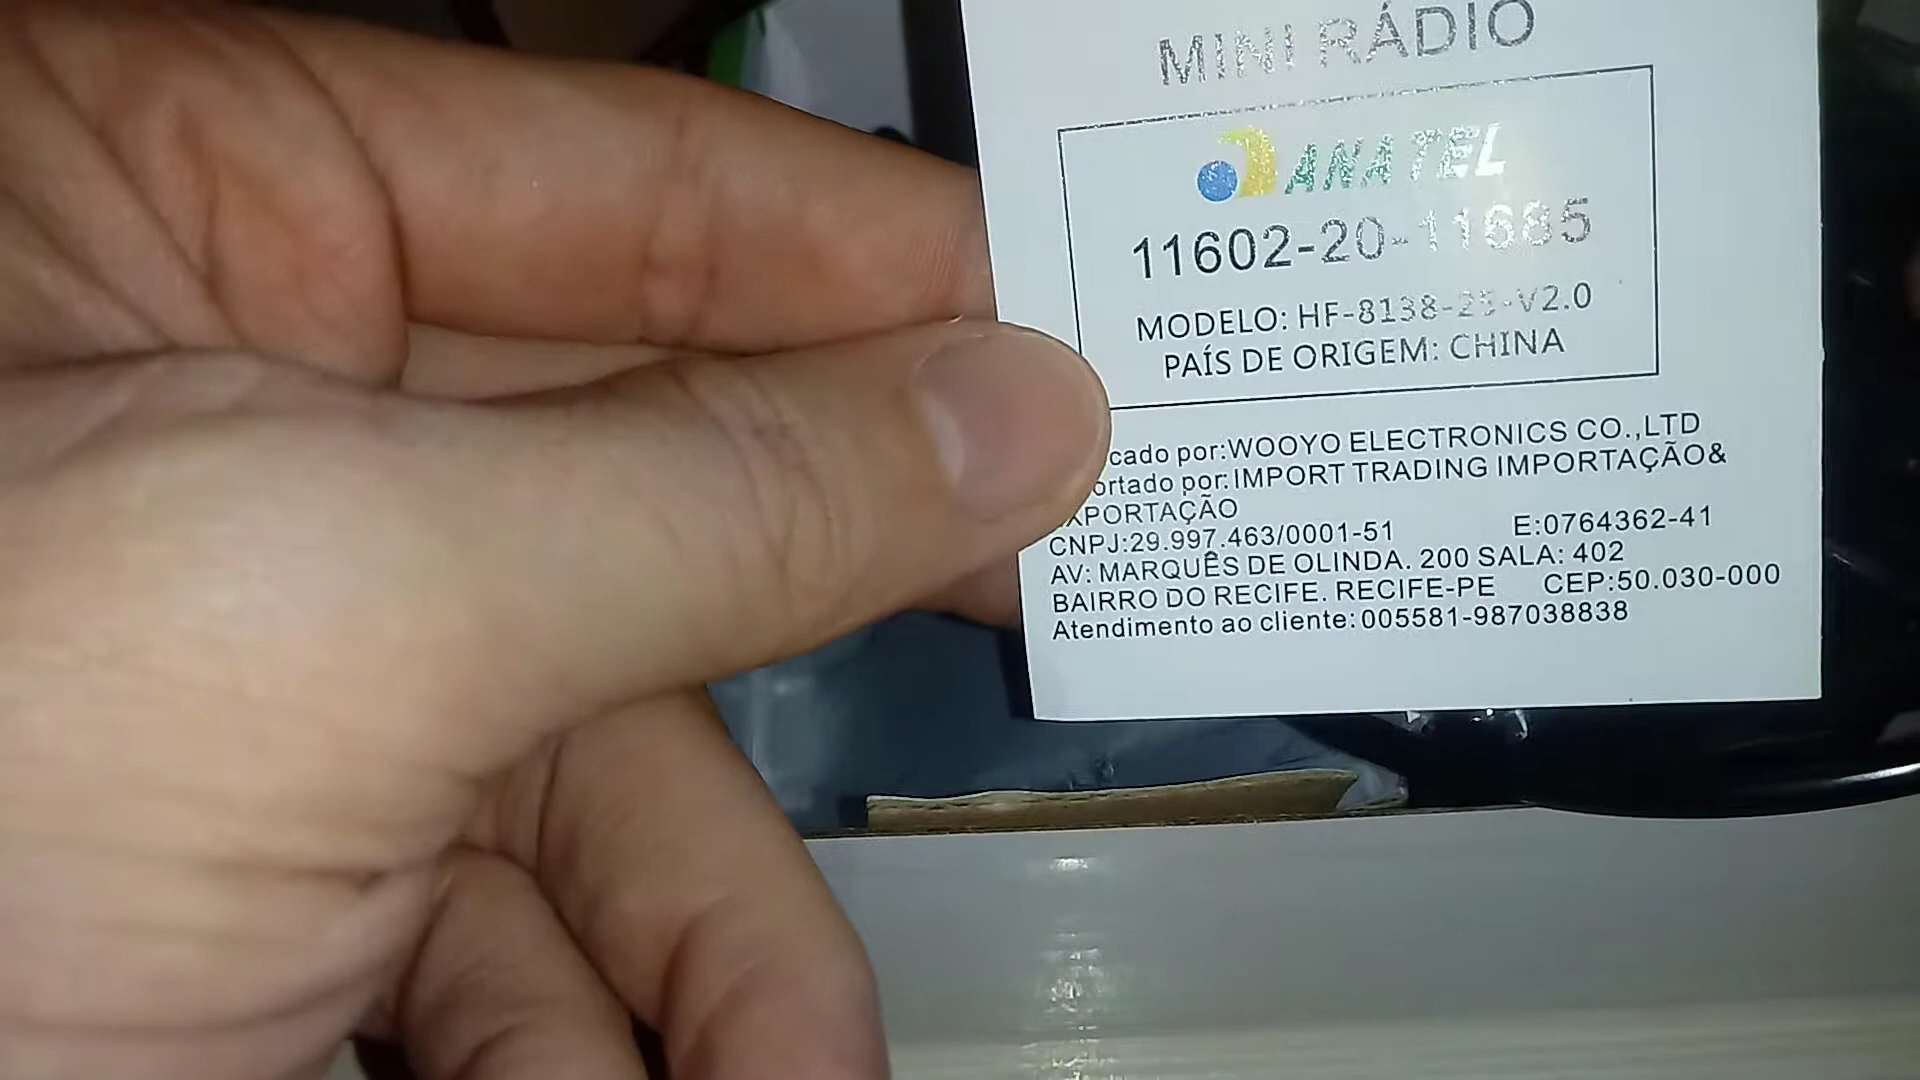 MINI RÁDIO
ANATEL
11602-20-11685
MODELO: HF-8138-25-V2.0
PAÍS DE ORIGEM: CHINA
cado por:WOOYO ELECTRONICS CO.,LTD
ortado por:IMPORT TRADING IMPORTAÇÃO&
XPORTAÇÃO
CNPJ:29.997.463/0001-51 E:0764362-41
AV: MARQUÊS DE OLINDA. 200 SALA: 402
BAIRRO DO RECIFE. RECIFE-PE CEP:50.030-000
Atendimento ao cliente:005581-987038838